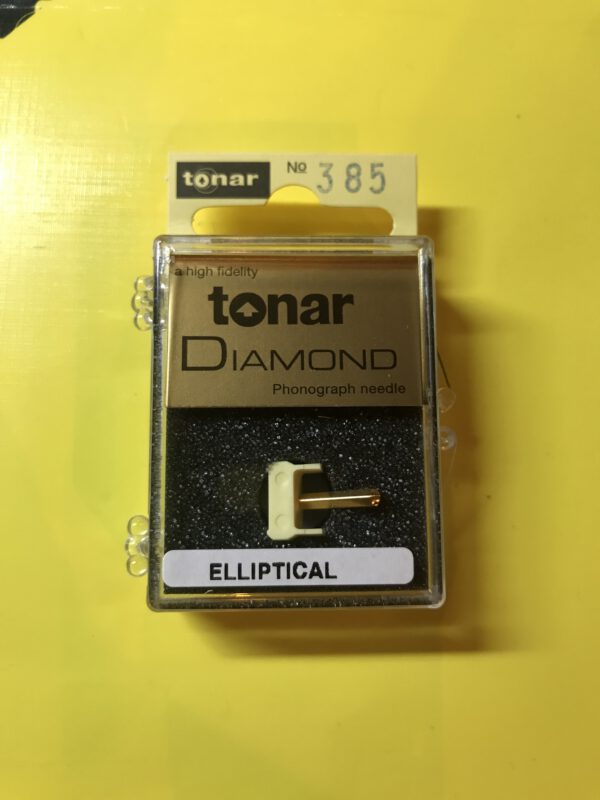 tonar № 385
a high fidelity
tonar
DIAMOND
Phonograph needle
ELLIPTICAL